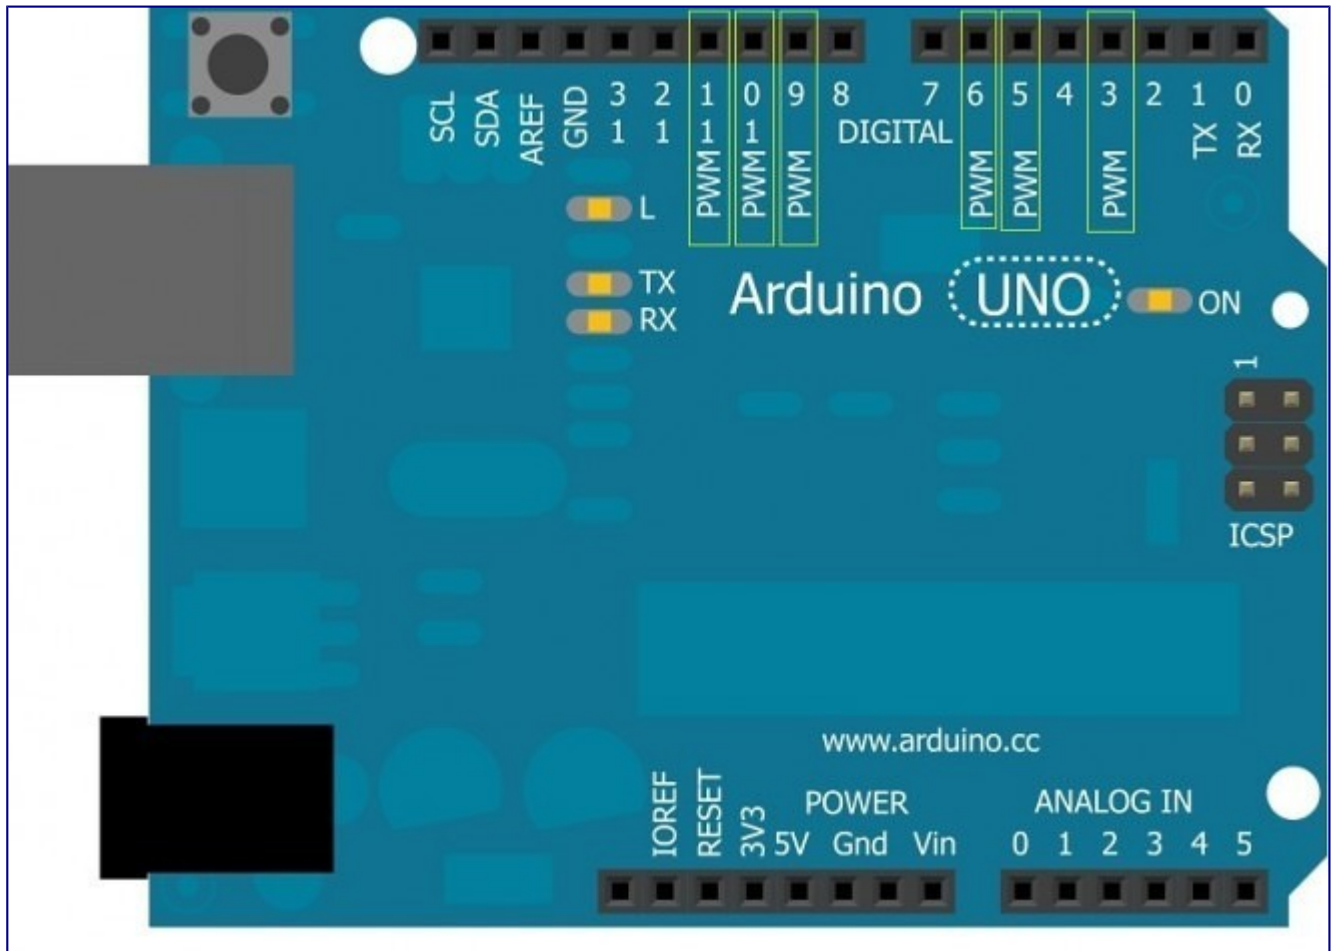 SCL SDA AREF GND 3 2 1 0 9 8 7 6 5 4 3 2 1 0
1 1 1 1 DIGITAL TX RX
PWM PWM PWM PWM PWM PWM
L
TX
RX
Arduino UNO ON
1
ICSP
www.arduino.cc
IOREF RESET 3V3 POWER ANALOG IN
5V Gnd Vin 0 1 2 3 4 5